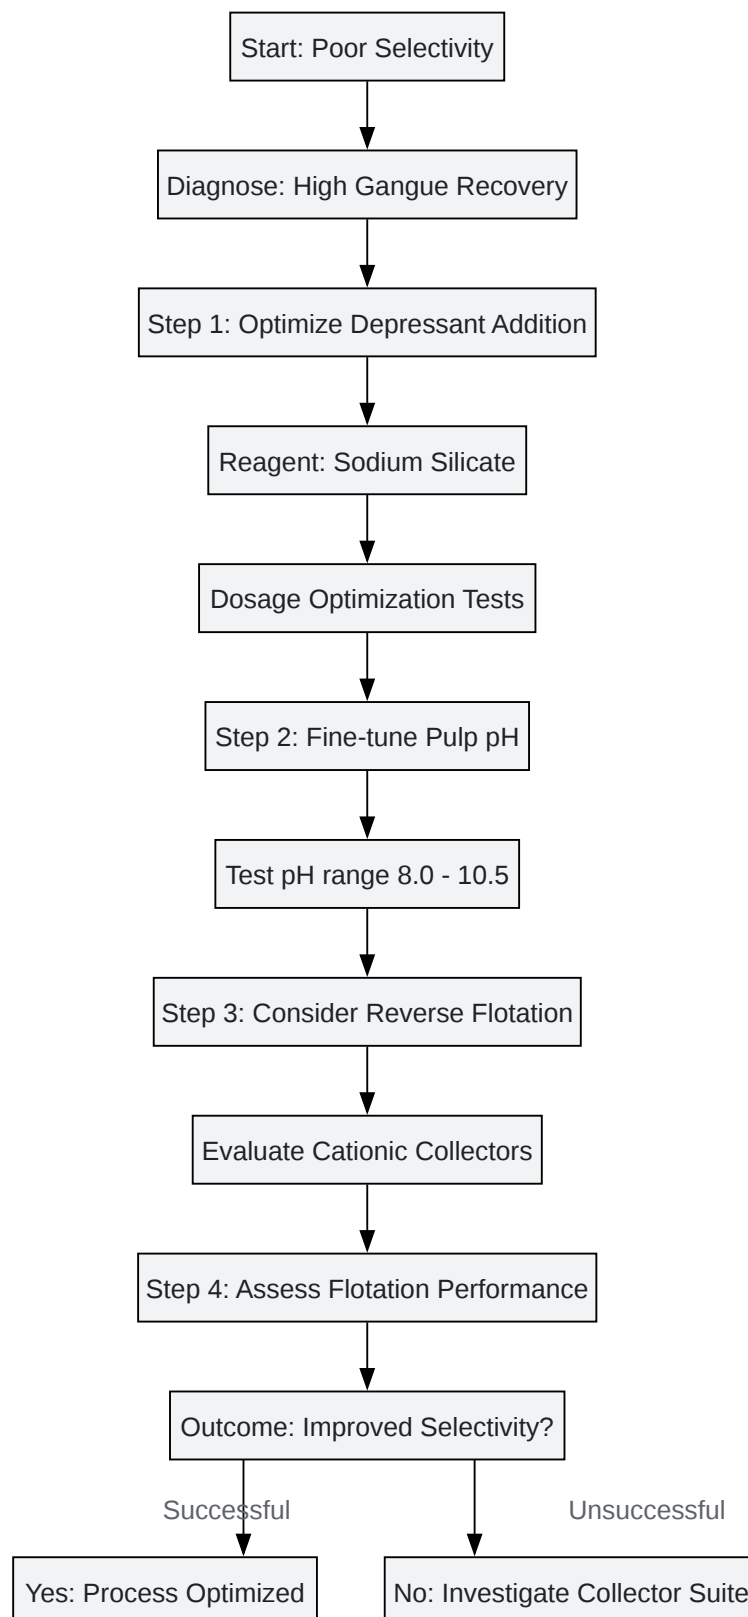 Start: Poor Selectivity
Diagnose: High Gangue Recovery
Step 1: Optimize Depressant Addition
Reagent: Sodium Silicate
Dosage Optimization Tests
Step 2: Fine-tune Pulp pH
Test pH range 8.0 - 10.5
Step 3: Consider Reverse Flotation
Evaluate Cationic Collectors
Step 4: Assess Flotation Performance
Outcome: Improved Selectivity?
Successful
Unsuccessful
Yes: Process Optimized
No: Investigate Collector Suite